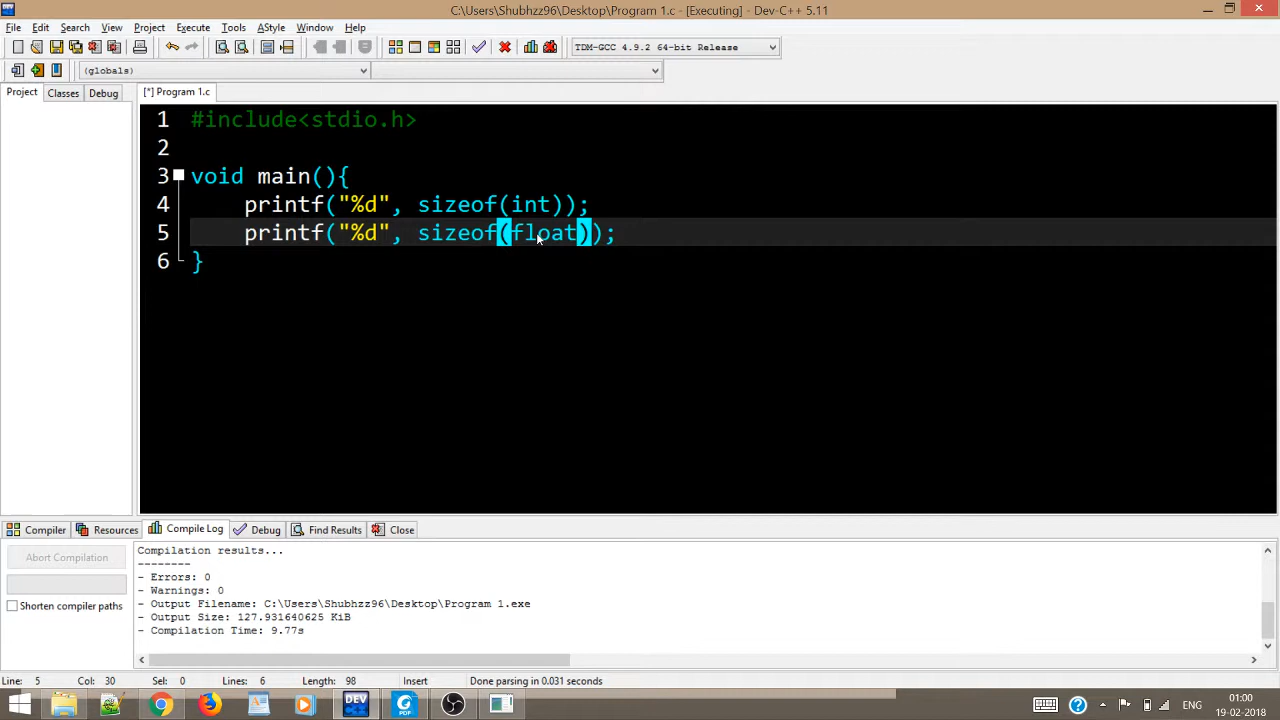 C:\Users\Shubhzz96\Desktop\Program 1.c - [Executing] - Dev-C++ 5.11
File Edit Search View Project Execute Tools AStyle Window Help
TDM-GCC 4.9.2 64-bit Release
(globals)
Project Classes Debug [*] Program 1.c
1 #include<stdio.h>
2
3 void main(){
4 printf("%d", sizeof(int));
5 printf("%d", sizeof(float));
6 }
Compiler Resources Compile Log Debug Find Results Close
Abort Compilation
Shorten compiler paths
Compilation results...
--------
- Errors: 0
- Warnings: 0
- Output Filename: C:\Users\Shubhzz96\Desktop\Program 1.exe
- Output Size: 127.931640625 KiB
- Compilation Time: 9.77s
Line: 5 Col: 30 Sel: 0 Lines: 6 Length: 98 Insert Done parsing in 0.031 seconds
DEV
PDF
01:00
19-02-2018